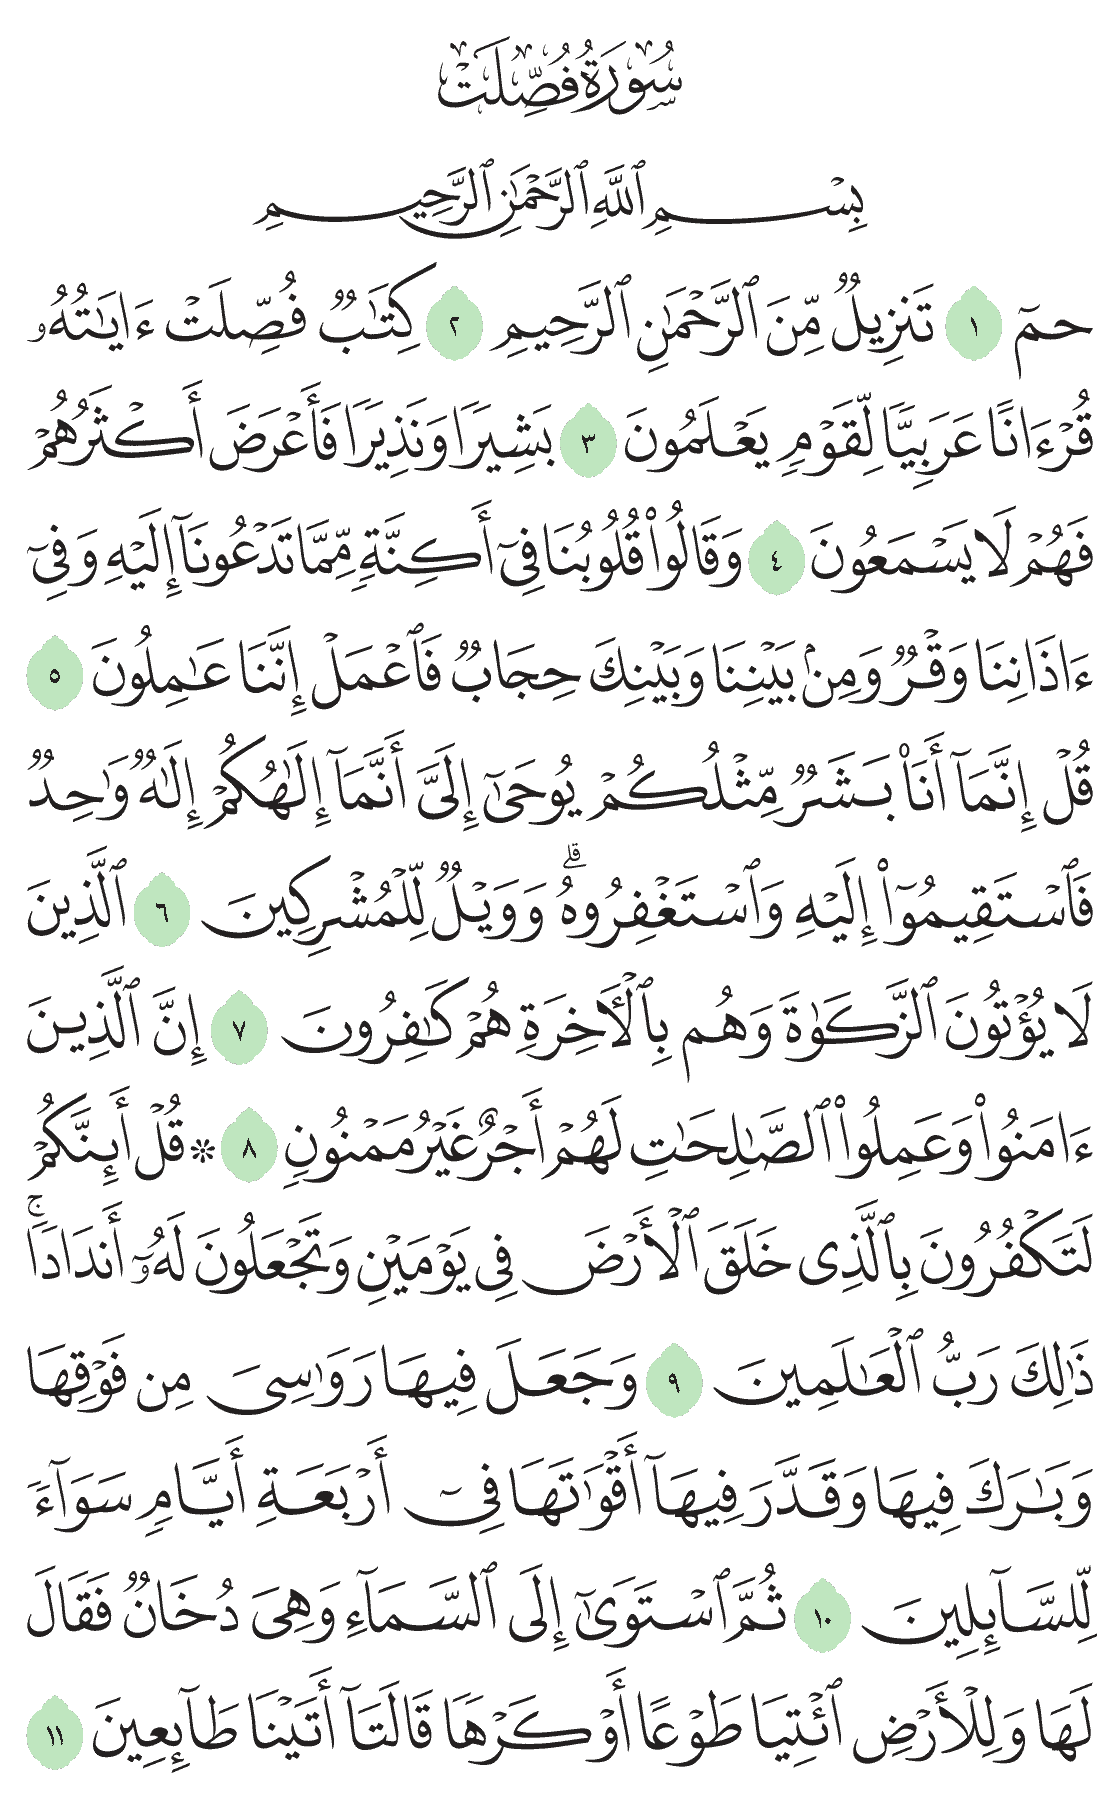 سُورَةُ فُصِّلَتْ
بِسْمِ ٱللَّهِ ٱلرَّحْمَٰنِ ٱلرَّحِيمِ
حمٓ ١ تَنزِيلٌ مِّنَ ٱلرَّحْمَٰنِ ٱلرَّحِيمِ ٢ كِتَٰبٌ فُصِّلَتْ ءَايَٰتُهُۥ
قُرْءَانًا عَرَبِيًّا لِّقَوْمٍ يَعْلَمُونَ ٣ بَشِيرًا وَنَذِيرًا فَأَعْرَضَ أَكْثَرُهُمْ
فَهُمْ لَا يَسْمَعُونَ ٤ وَقَالُوا۟ قُلُوبُنَا فِىٓ أَكِنَّةٍ مِّمَّا تَدْعُونَآ إِلَيْهِ وَفِىٓ
ءَاذَانِنَا وَقْرٌ وَمِنۢ بَيْنِنَا وَبَيْنِكَ حِجَابٌ فَٱعْمَلْ إِنَّنَا عَٰمِلُونَ ٥
قُلْ إِنَّمَآ أَنَا۠ بَشَرٌ مِّثْلُكُمْ يُوحَىٰٓ إِلَىَّ أَنَّمَآ إِلَٰهُكُمْ إِلَٰهٌ وَٰحِدٌ
فَٱسْتَقِيمُوٓا۟ إِلَيْهِ وَٱسْتَغْفِرُوهُ ۗ وَوَيْلٌ لِّلْمُشْرِكِينَ ٦ ٱلَّذِينَ
لَا يُؤْتُونَ ٱلزَّكَوٰةَ وَهُم بِٱلْأَخِرَةِ هُمْ كَٰفِرُونَ ٧ إِنَّ ٱلَّذِينَ
ءَامَنُوا۟ وَعَمِلُوا۟ ٱلصَّٰلِحَٰتِ لَهُمْ أَجْرٌ غَيْرُ مَمْنُونٍ ٨ ۞ قُلْ أَئِنَّكُمْ
لَتَكْفُرُونَ بِٱلَّذِى خَلَقَ ٱلْأَرْضَ فِى يَوْمَيْنِ وَتَجْعَلُونَ لَهُۥٓ أَندَادًا ۚ
ذَٰلِكَ رَبُّ ٱلْعَٰلَمِينَ ٩ وَجَعَلَ فِيهَا رَوَٰسِىَ مِن فَوْقِهَا
وَبَٰرَكَ فِيهَا وَقَدَّرَ فِيهَآ أَقْوَٰتَهَا فِىٓ أَرْبَعَةِ أَيَّامٍ سَوَآءً
لِّلسَّآئِلِينَ ١٠ ثُمَّ ٱسْتَوَىٰٓ إِلَى ٱلسَّمَآءِ وَهِىَ دُخَانٌ فَقَالَ
لَهَا وَلِلْأَرْضِ ٱئْتِيَا طَوْعًا أَوْ كَرْهًا قَالَتَآ أَتَيْنَا طَآئِعِينَ ١١